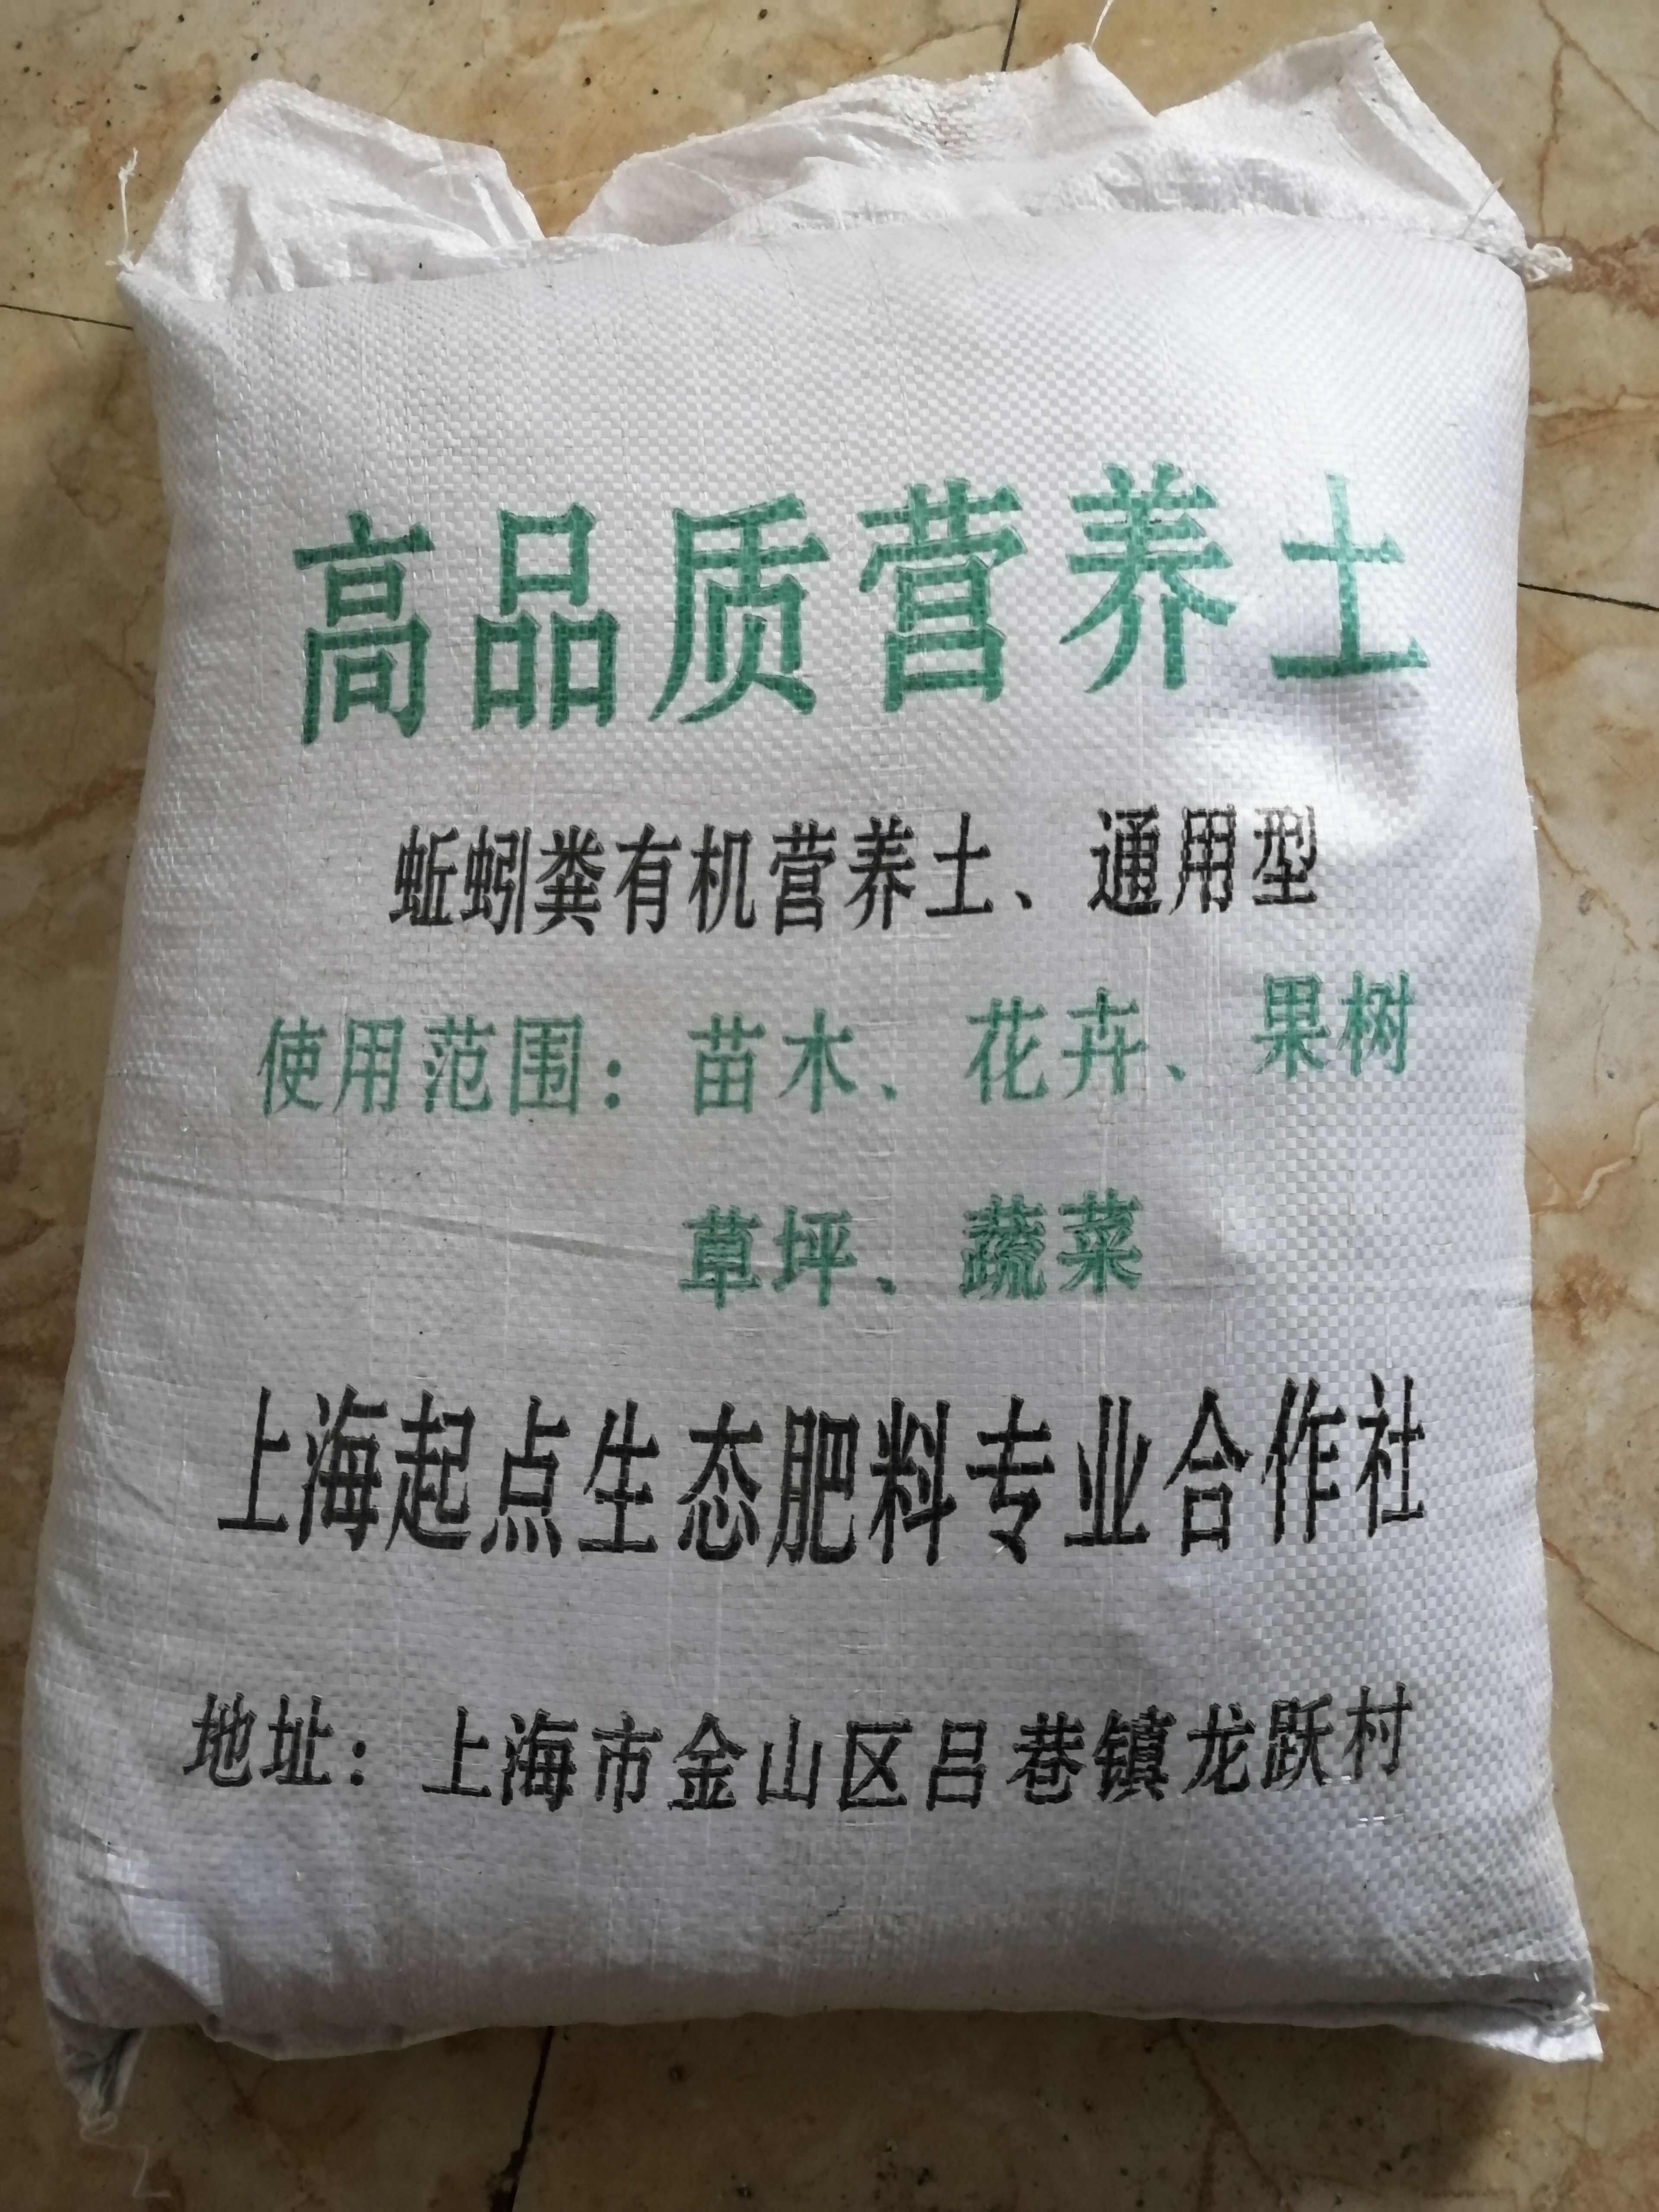 高品质营养土
蚯蚓粪有机营养土、通用型
使用范围：苗木、花卉、果树
草坪、蔬菜
上海起点生态肥料专业合作社
地址：上海市金山区吕巷镇龙跃村